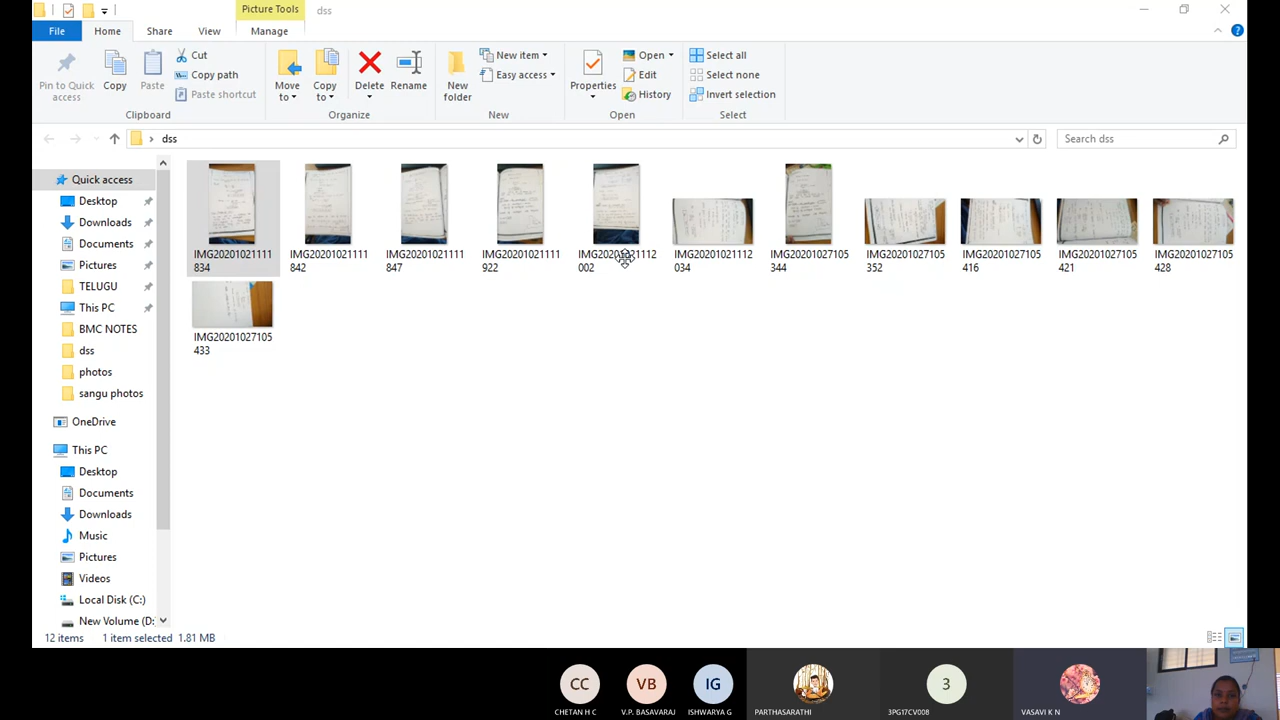 Picture Tools
dss
File
Home
Share
View
Manage
Pin to Quick access
Copy
Paste
Cut
Copy path
Paste shortcut
Clipboard
Move to
Copy to
Delete
Rename
Organize
New folder
New item
Easy access
New
Properties
Open
Edit
History
Open
Select all
Select none
Invert selection
Select
dss
Search dss
Quick access
Desktop
Downloads
Documents
Pictures
TELUGU
This PC
BMC NOTES
dss
photos
sangu photos
OneDrive
This PC
Desktop
Documents
Downloads
Music
Pictures
Videos
Local Disk (C:)
New Volume (D:
IMG20201021111834
IMG20201021111842
IMG20201021111847
IMG20201021111922
IMG20201021112002
IMG20201021112034
IMG20201027105344
IMG20201027105352
IMG20201027105416
IMG20201027105421
IMG20201027105428
IMG20201027105433
12 items
1 item selected 1.81 MB
CC
CHETAN H C
VB
V.P. BASAVARAJ
IG
ISHWARYA G
PARTHASARATHI
3
3PG17CV008
VASAVI K N